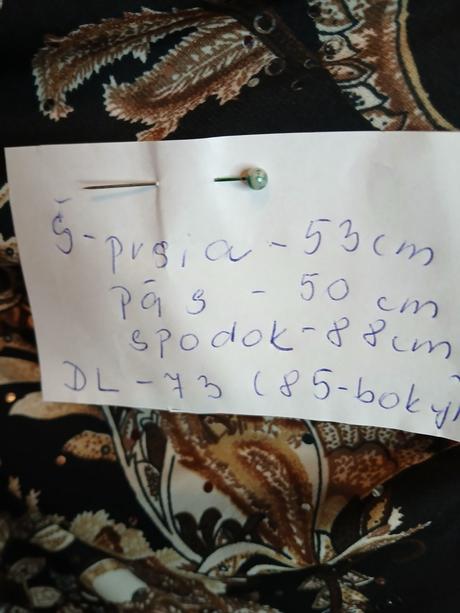 Š - prsia - 53 cm
pás - 50 cm
spodok - 88 cm
DL - 73 (85 - boky)